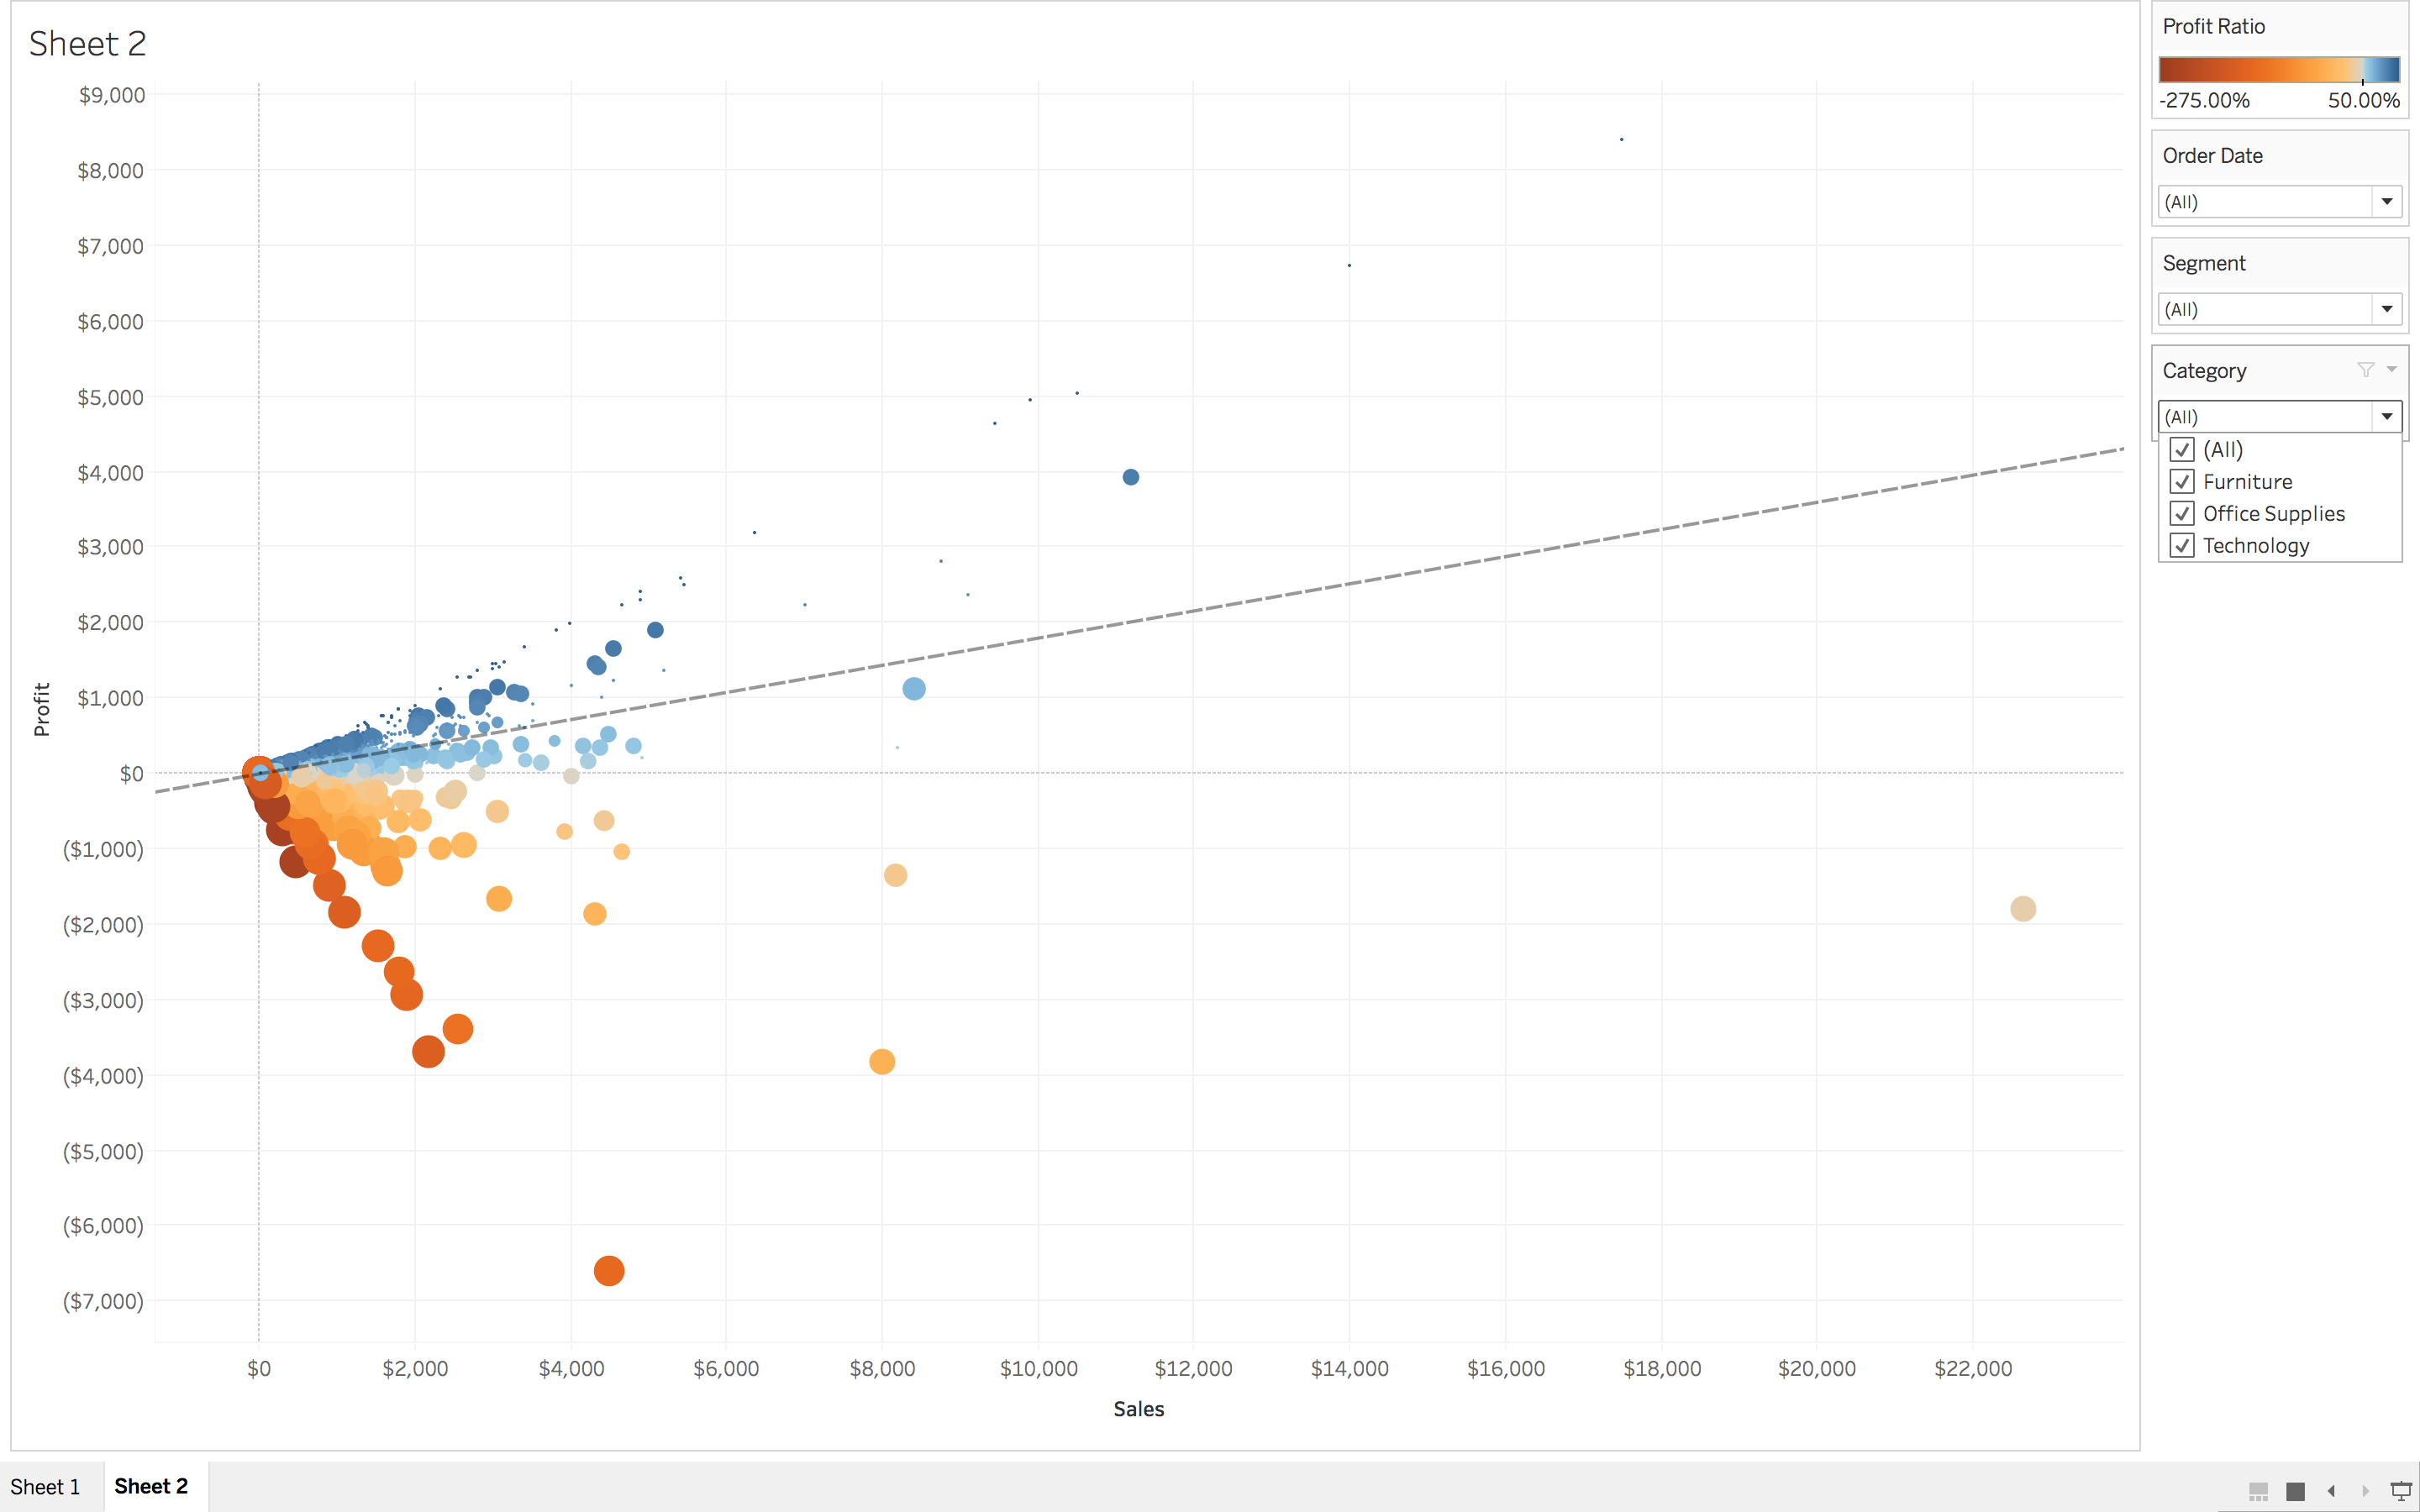 Sheet 2
$9,000
$8,000
$7,000
$6,000
$5,000
$4,000
$3,000
$2,000
$1,000
$0
($1,000)
($2,000)
($3,000)
($4,000)
($5,000)
($6,000)
($7,000)
Profit
$0 $2,000 $4,000 $6,000 $8,000 $10,000 $12,000 $14,000 $16,000 $18,000 $20,000 $22,000
Sales
Profit Ratio
-275.00% 50.00%
Order Date
(All)
Segment
(All)
Category
(All)
(All)
Furniture
Office Supplies
Technology
Sheet 1 Sheet 2